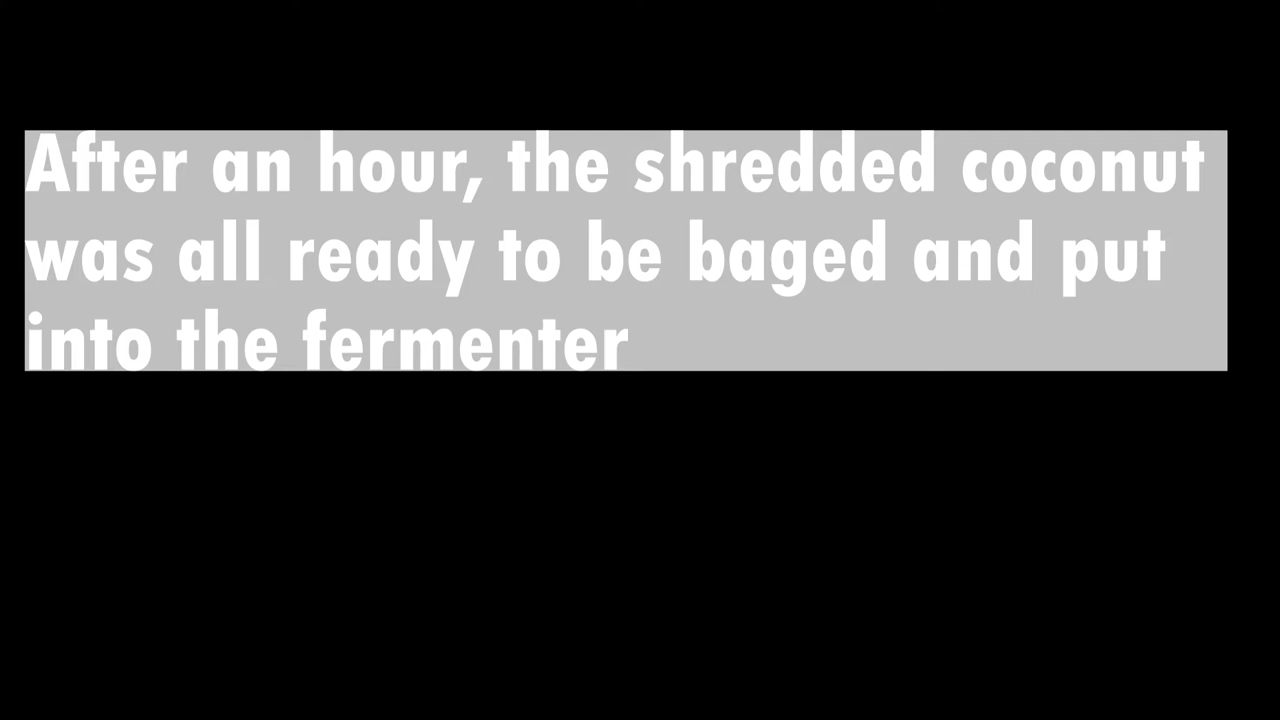 After an hour, the shredded coconut
was all ready to be baged and put
into the fermenter